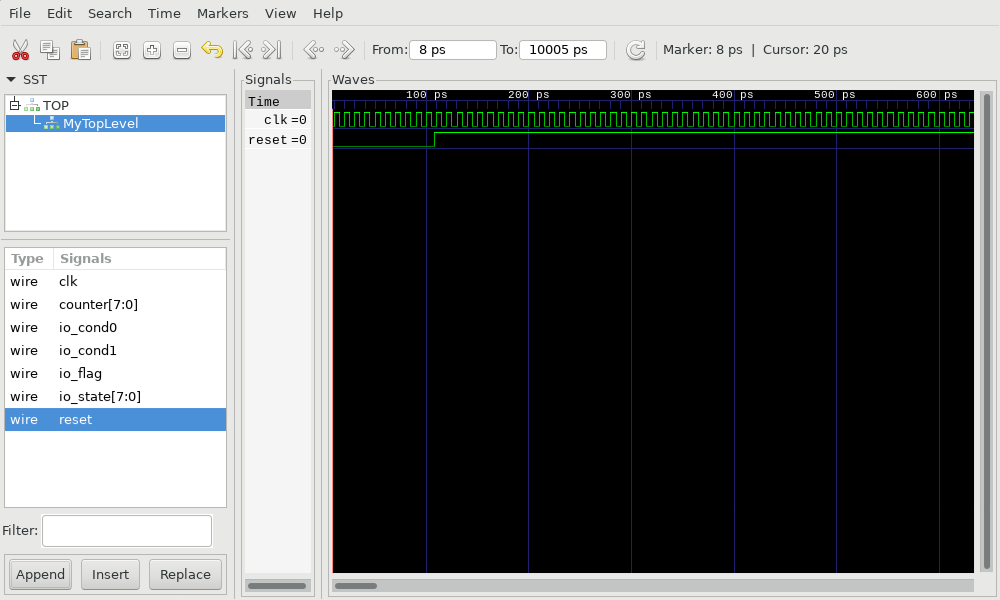 File Edit Search Time Markers View Help
From: 8 ps To: 10005 ps Marker: 8 ps | Cursor: 20 ps
SST
TOP
MyTopLevel
Type Signals
wire clk
wire counter[7:0]
wire io_cond0
wire io_cond1
wire io_flag
wire io_state[7:0]
wire reset
Filter:
Append Insert Replace
Signals
Time
clk =0
reset =0
Waves
100 ps 200 ps 300 ps 400 ps 500 ps 600 ps